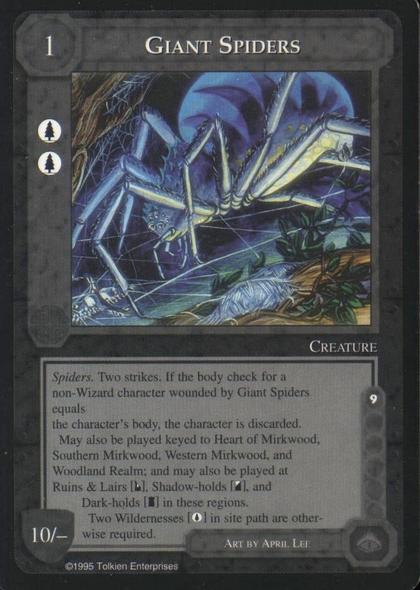 1
GIANT SPIDERS
CREATURE
Spiders. Two strikes. If the body check for a
non-Wizard character wounded by Giant Spiders
equals
the character's body, the character is discarded.
May also be played keyed to Heart of Mirkwood,
Southern Mirkwood, Western Mirkwood, and
Woodland Realm; and may also be played at
Ruins & Lairs [ ], Shadow-holds [ ], and
Dark-holds [ ] in these regions.
Two Wildernesses [ ] in site path are other-
wise required.
9
10/–
ART BY APRIL LEE
©1995 Tolkien Enterprises